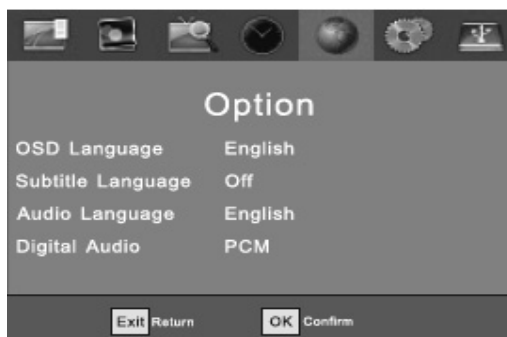 Option
OSD Language English
Subtitle Language Off
Audio Language English
Digital Audio PCM
Exit Return OK Confirm